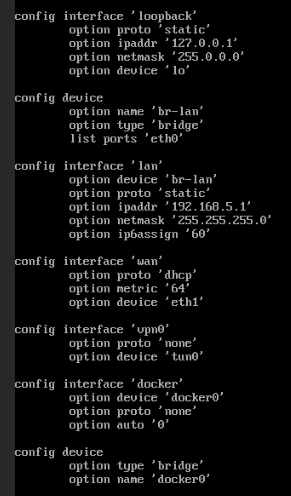 config interface 'loopback'
option proto 'static'
option ipaddr '127.0.0.1'
option netmask '255.0.0.0'
option device 'lo'
config device
option name 'br-lan'
option type 'bridge'
list ports 'eth0'
config interface 'lan'
option device 'br-lan'
option proto 'static'
option ipaddr '192.168.5.1'
option netmask '255.255.255.0'
option ip6assign '60'
config interface 'wan'
option proto 'dhcp'
option metric '64'
option device 'eth1'
config interface 'vpn0'
option proto 'none'
option device 'tun0'
config interface 'docker'
option device 'docker0'
option proto 'none'
option auto '0'
config device
option type 'bridge'
option name 'docker0'